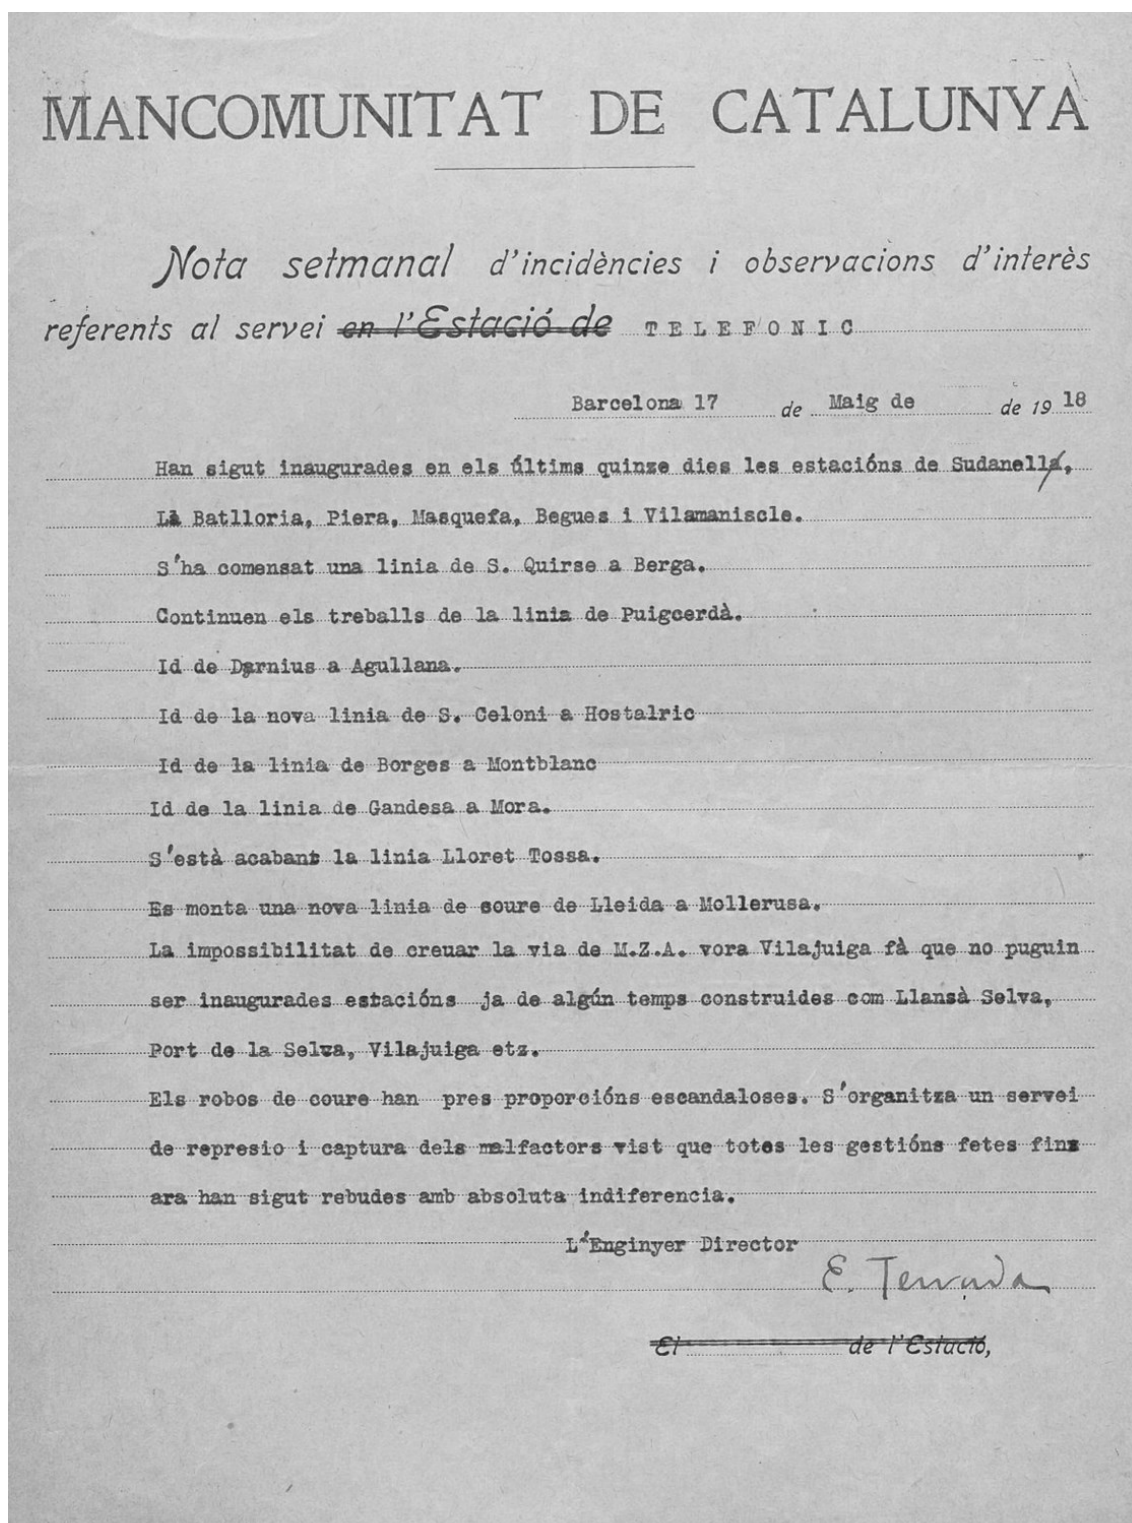 MANCOMUNITAT DE CATALUNYA
Nota setmanal d'incidències i observacions d'interès
referents al servei en l'Estació de TELEFONIC
Barcelona 17 de Maig de de 1918
Han sigut inaugurades en els últims quinze dies les estacións de Sudanell,
La Batlloria, Piera, Masquefa, Begues i Vilamaniscle.
S'ha comensat una linia de S. Quirse a Berga.
Continuen els treballs de la linia de Puigcerdà.
Id de Darnius a Agullana.
Id de la nova linia de S. Celoni a Hostalric
Id de la linia de Borges a Montblanc
Id de la linia de Gandesa a Mora.
S'està acabant la linia Lloret Tossa.
Es monta una nova linia de coure de Lleida a Mollerusa.
La impossibilitat de creuar la via de M.Z.A. vora Vilajuiga fà que no puguin
ser inaugurades estacións ja de algún temps construides com Llansà Selva,
Port de la Selva, Vilajuiga etz.
Els robos de coure han pres proporcións escandaloses. S'organitza un servei
de represio i captura dels malfactors vist que totes les gestións fetes fins
ara han sigut rebudes amb absoluta indiferencia.
L'Enginyer Director
E. Terrada
El de l'Estació,